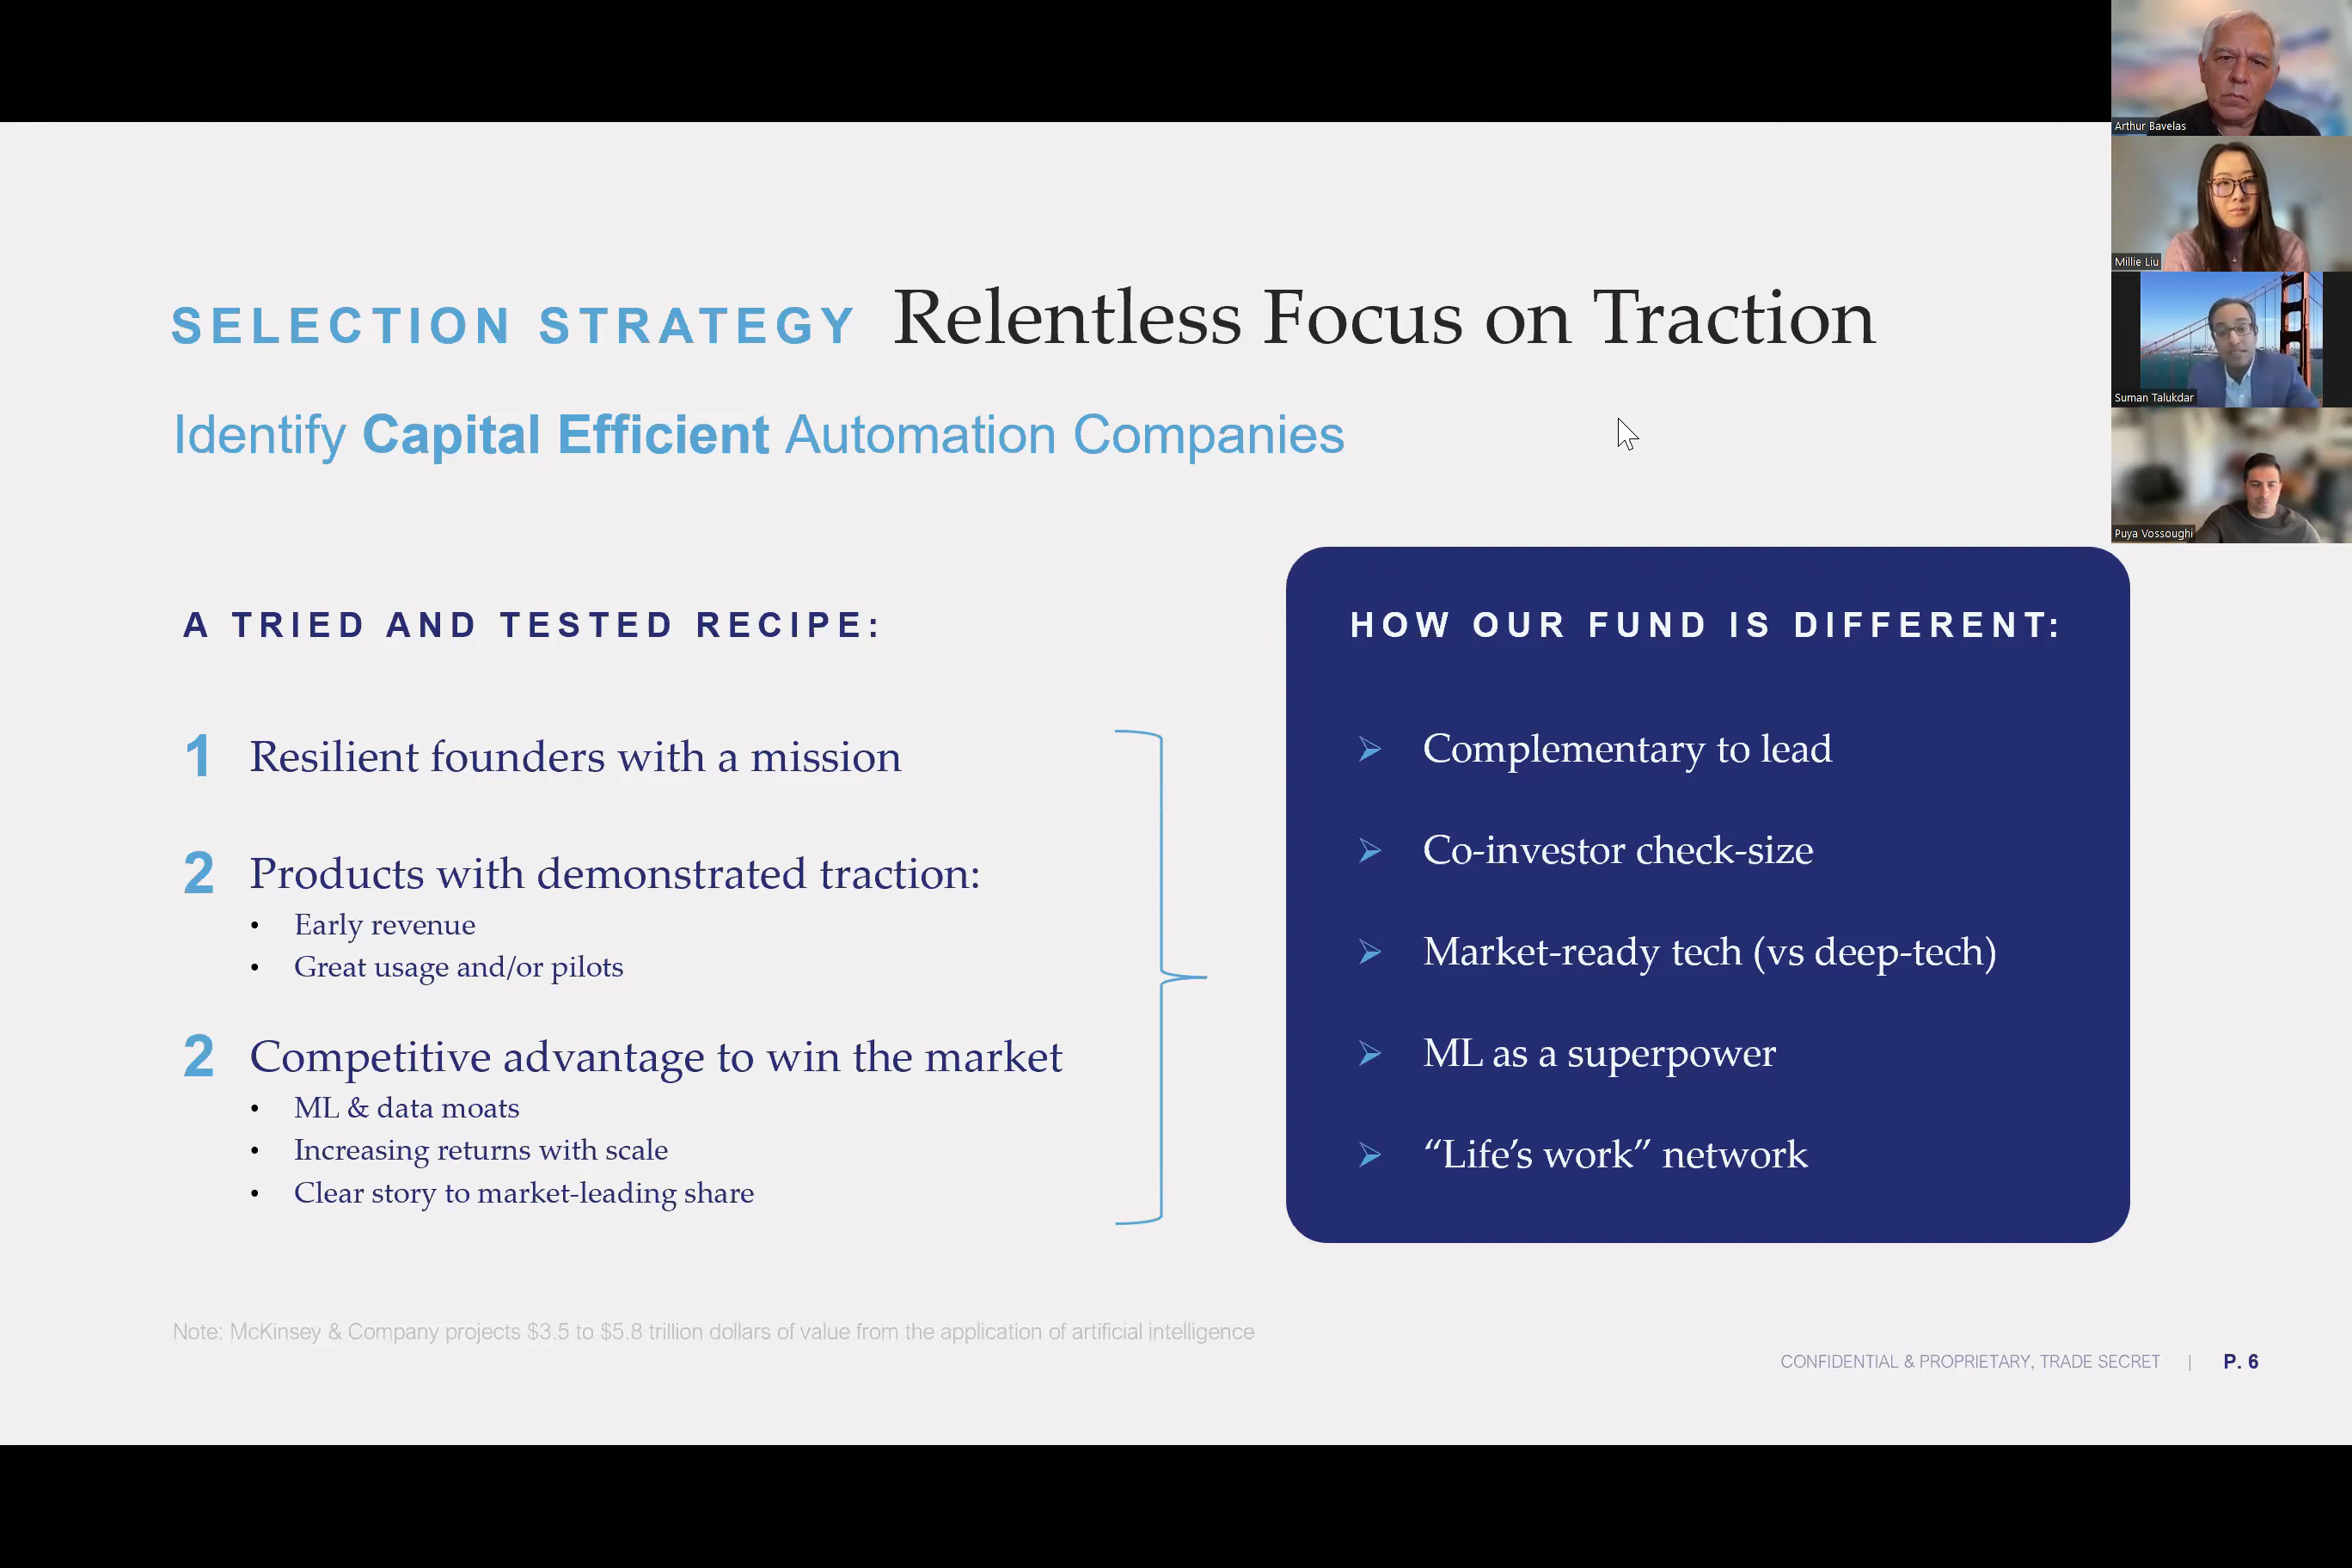 SELECTION STRATEGY Relentless Focus on Traction
Identify Capital Efficient Automation Companies
A TRIED AND TESTED RECIPE:
1 Resilient founders with a mission
2 Products with demonstrated traction:
• Early revenue
• Great usage and/or pilots
2 Competitive advantage to win the market
• ML & data moats
• Increasing returns with scale
• Clear story to market-leading share
HOW OUR FUND IS DIFFERENT:
➢ Complementary to lead
➢ Co-investor check-size
➢ Market-ready tech (vs deep-tech)
➢ ML as a superpower
➢ “Life’s work” network
Note: McKinsey & Company projects $3.5 to $5.8 trillion dollars of value from the application of artificial intelligence
CONFIDENTIAL & PROPRIETARY, TRADE SECRET | P. 6
Arthur Bavelas
Millie Liu
Suman Talukdar
Puya Vossoughi